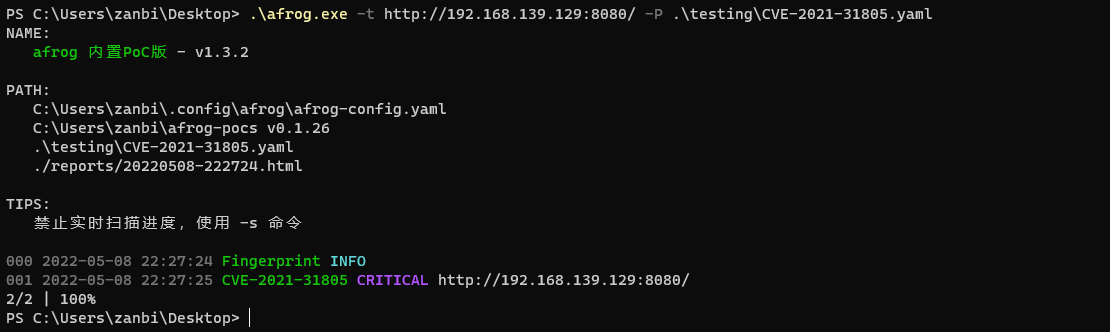 PS C:\Users\zanbi\Desktop> .\afrog.exe -t http://192.168.139.129:8080/ -P .\testing\CVE-2021-31805.yaml
NAME:
afrog 内置PoC版 - v1.3.2
PATH:
C:\Users\zanbi\.config\afrog\afrog-config.yaml
C:\Users\zanbi\afrog-pocs v0.1.26
.\testing\CVE-2021-31805.yaml
./reports/20220508-222724.html
TIPS:
禁止实时扫描进度，使用 -s 命令
000 2022-05-08 22:27:24 Fingerprint INFO
001 2022-05-08 22:27:25 CVE-2021-31805 CRITICAL http://192.168.139.129:8080/
2/2 | 100%
PS C:\Users\zanbi\Desktop>